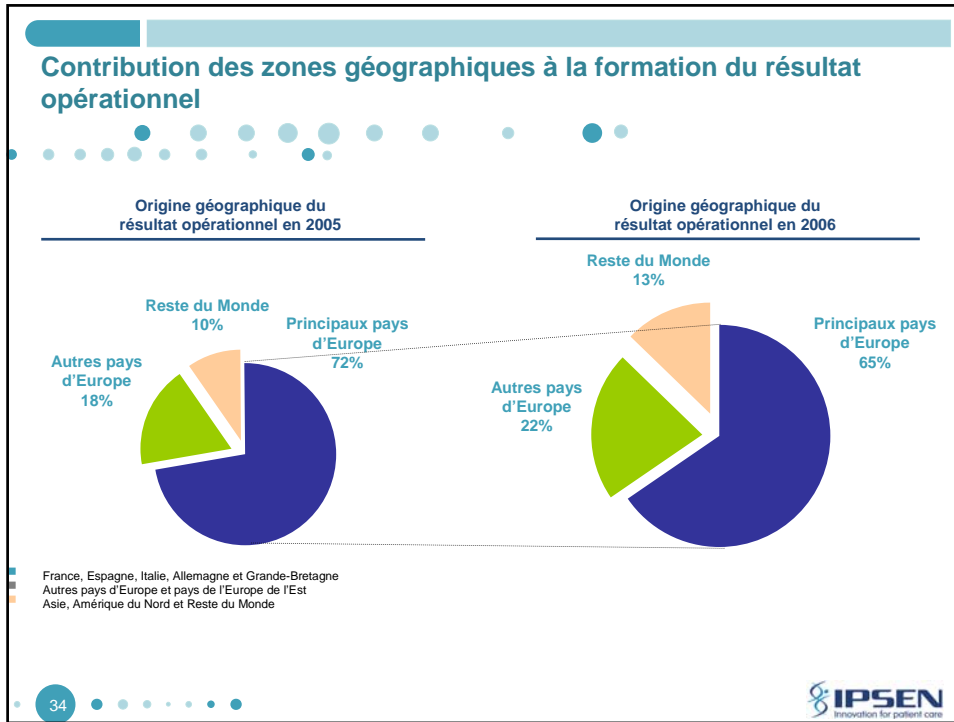 Contribution des zones géographiques à la formation du résultat
opérationnel
Origine géographique du
résultat opérationnel en 2005
Reste du Monde
10%
Principaux pays
d’Europe
72%
Autres pays
d’Europe
18%
Origine géographique du
résultat opérationnel en 2006
Reste du Monde
13%
Principaux pays
d’Europe
65%
Autres pays
d’Europe
22%
France, Espagne, Italie, Allemagne et Grande-Bretagne
Autres pays d’Europe et pays de l’Europe de l’Est
Asie, Amérique du Nord et Reste du Monde
34
IPSEN
Innovation for patient care